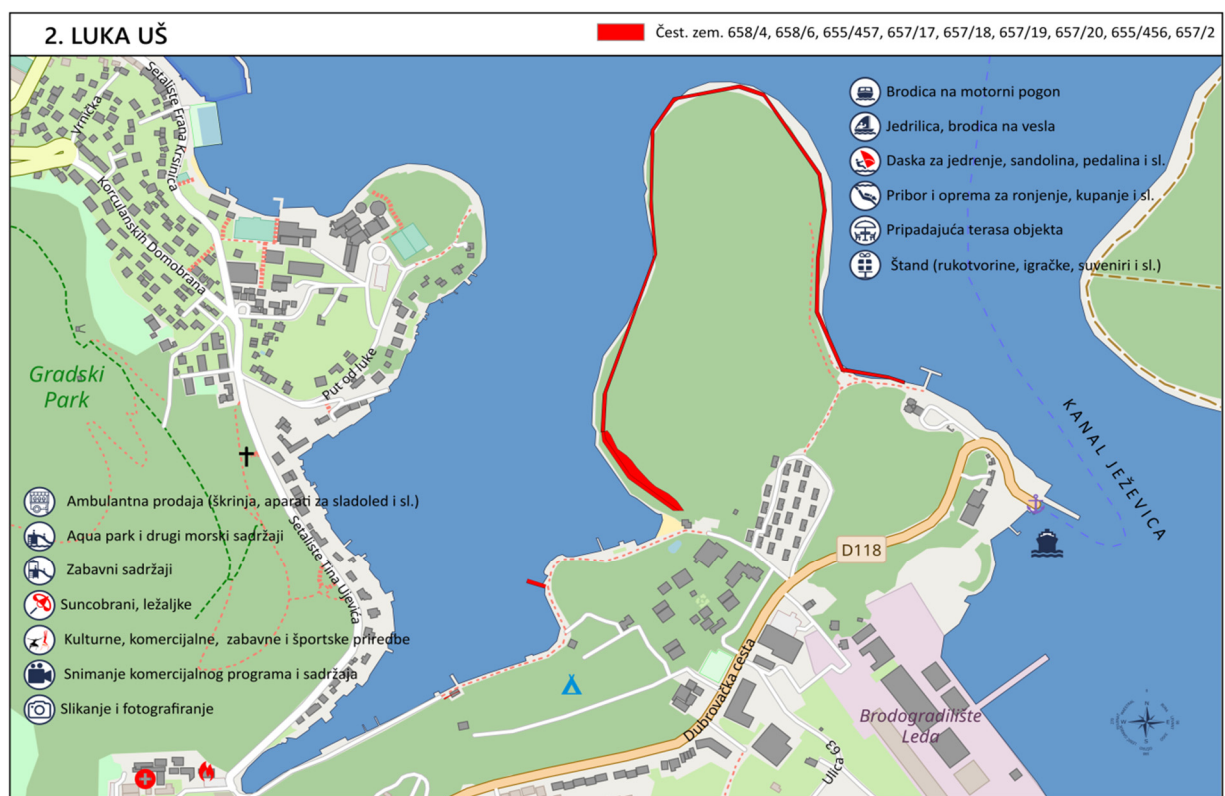 2. LUKA UŠ
Čest. zem. 658/4, 658/6, 655/457, 657/17, 657/18, 657/19, 657/20, 655/456, 657/2
Brodica na motorni pogon
Jedrilica, brodica na vesla
Daska za jedrenje, sandolina, pedalina i sl.
Pribor i oprema za ronjenje, kupanje i sl.
Pripadajuća terasa objekta
Štand (rukotvorine, igračke, suveniri i sl.)
Vrnička
Šetalište Frana Kršinića
Korčulanskih Domobrana
Put od luke
Gradski
Park
KANAL JEŽEVICA
Ambulantna prodaja (škrinja, aparati za sladoled i sl.)
Aqua park i drugi morski sadržaji
Zabavni sadržaji
Suncobrani, ležaljke
Kulturne, komercijalne, zabavne i športske priredbe
Snimanje komercijalnog programa i sadržaja
Slikanje i fotografiranje
Šetalište Tina Ujevića
D118
Dubrovačka cesta
Brodogradilište
Leda
Ulica 63